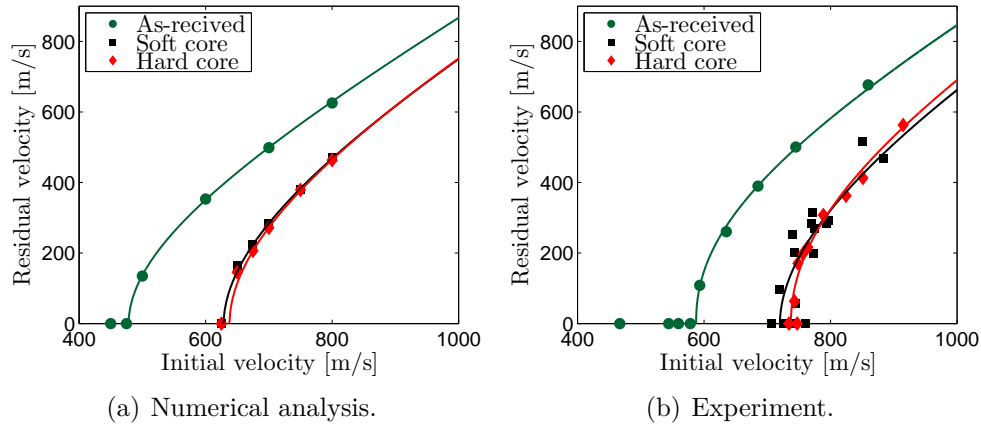 As-recived
Soft core
Hard core
Residual velocity [m/s]
800
600
400
200
0
400 600 800 1000
Initial velocity [m/s]
(a) Numerical analysis.
As-received
Soft core
Hard core
Residual velocity [m/s]
800
600
400
200
0
400 600 800 1000
Initial velocity [m/s]
(b) Experiment.